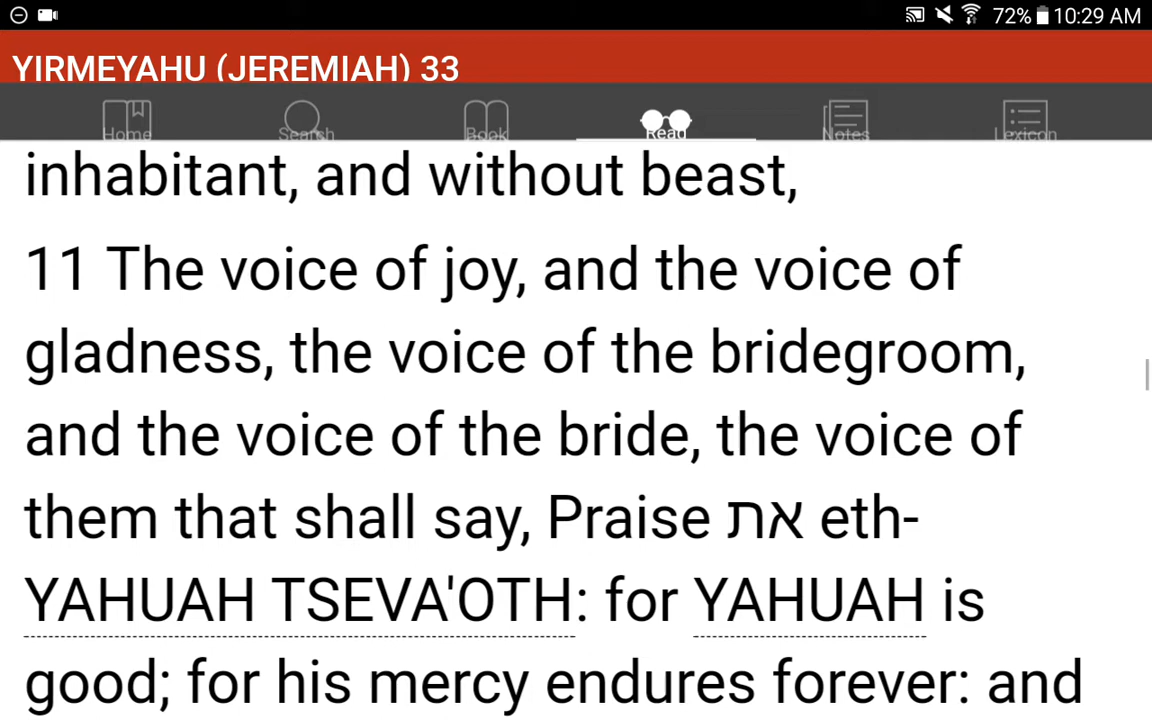 72% 10:29 AM
YIRMEYAHU (JEREMIAH) 33
Home Search Book Read Notes Lexicon
inhabitant, and without beast,
11 The voice of joy, and the voice of
gladness, the voice of the bridegroom,
and the voice of the bride, the voice of
them that shall say, Praise את eth-
YAHUAH TSEVA'OTH: for YAHUAH is
good; for his mercy endures forever: and